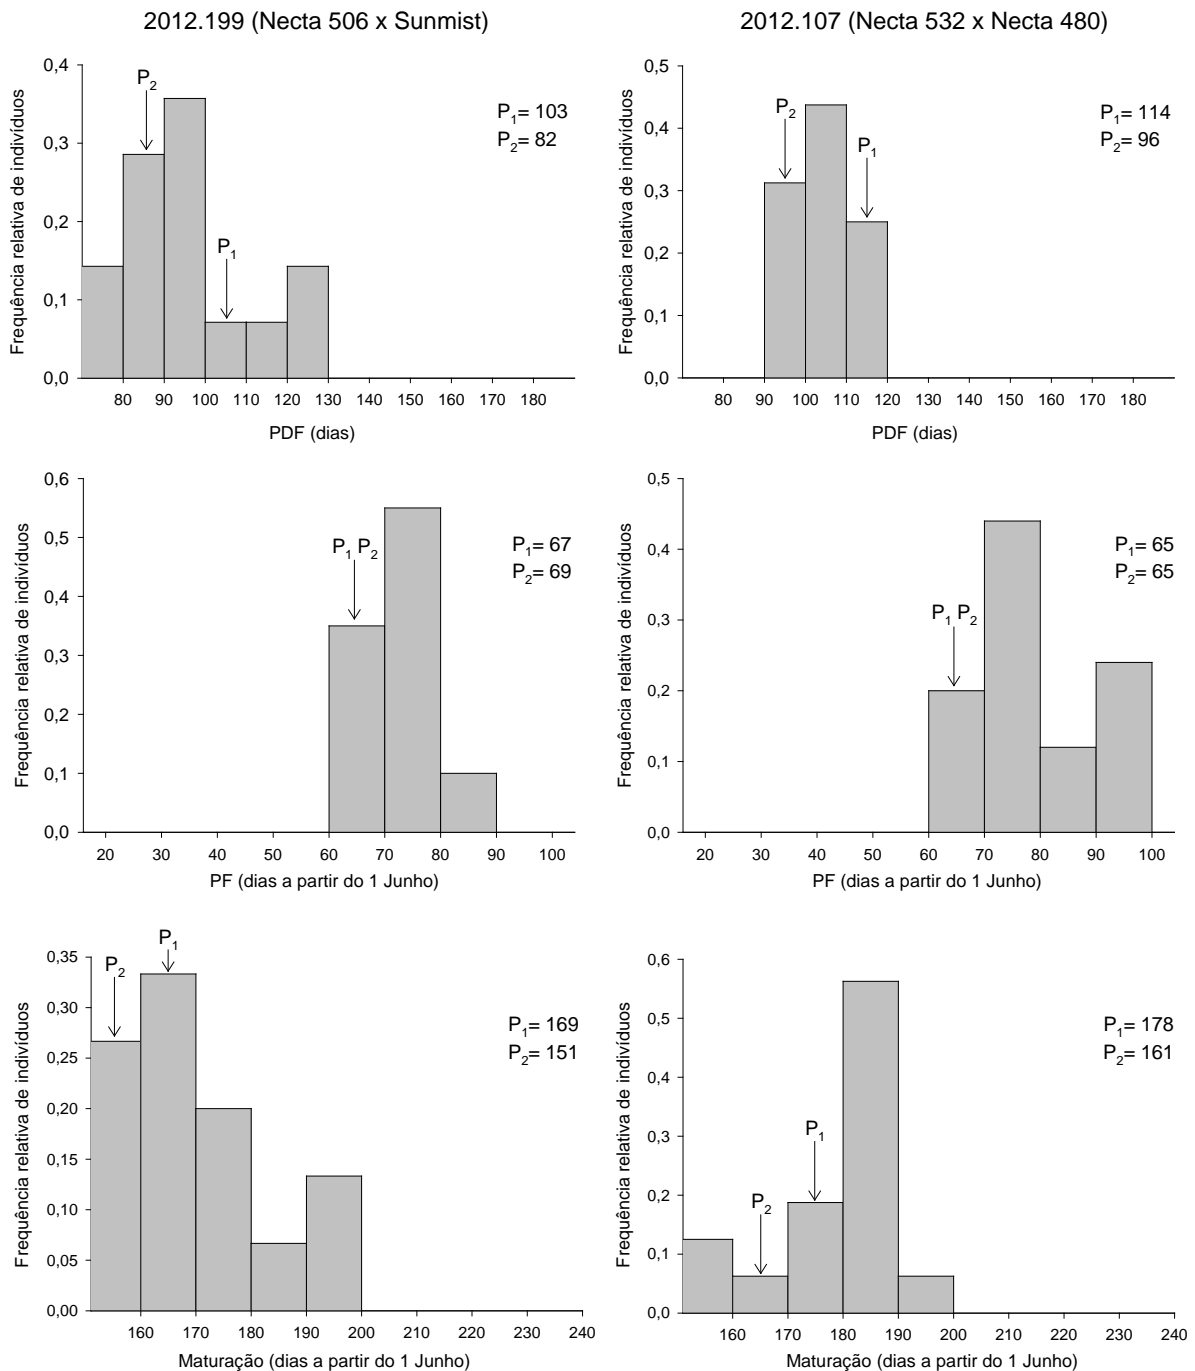 2012.199 (Necta 506 x Sunmist)
2012.107 (Necta 532 x Necta 480)
Frequência relativa de indivíduos
0,4
0,3
0,2
0,1
0,0
P2
P1
P1= 103
P2= 82
80 90 100 110 120 130 140 150 160 170 180
PDF (dias)
Frequência relativa de indivíduos
0,5
0,4
0,3
0,2
0,1
0,0
P2
P1
P1= 114
P2= 96
80 90 100 110 120 130 140 150 160 170 180
PDF (dias)
Frequência relativa de indivíduos
0,6
0,5
0,4
0,3
0,2
0,1
0,0
P1 P2
P1= 67
P2= 69
20 30 40 50 60 70 80 90 100
PF (dias a partir do 1 Junho)
Frequência relativa de indivíduos
0,5
0,4
0,3
0,2
0,1
0,0
P1 P2
P1= 65
P2= 65
20 30 40 50 60 70 80 90 100
PF (dias a partir do 1 Junho)
Frequência relativa de indivíduos
0,35
0,30
0,25
0,20
0,15
0,10
0,05
0,00
P1
P2
P1= 169
P2= 151
160 170 180 190 200 210 220 230 240
Maturação (dias a partir do 1 Junho)
Frequência relativa de indivíduos
0,6
0,5
0,4
0,3
0,2
0,1
0,0
P1
P2
P1= 178
P2= 161
160 170 180 190 200 210 220 230 240
Maturação (dias a partir do 1 Junho)